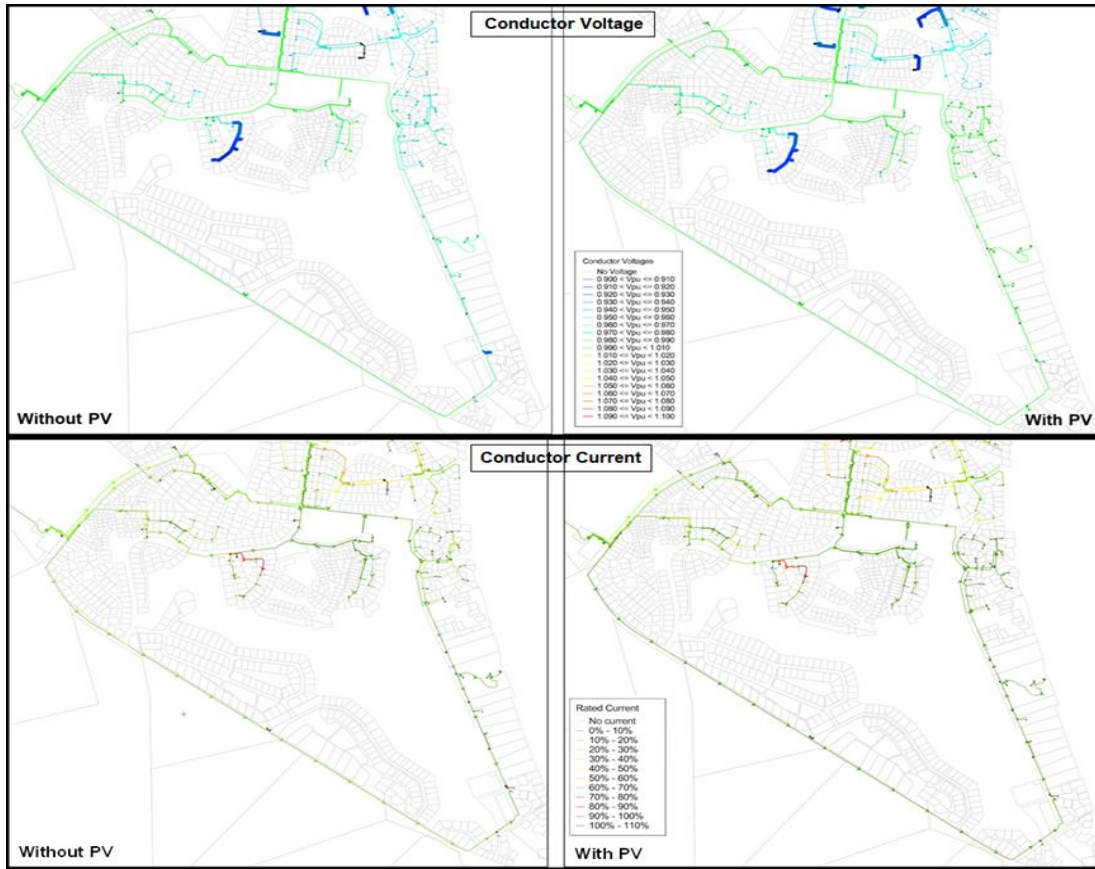 Conductor Voltage
Conductor Voltages
No Voltage
0.900 < Vpu <= 0.910
0.910 < Vpu <= 0.920
0.920 < Vpu <= 0.930
0.930 < Vpu <= 0.940
0.940 < Vpu <= 0.950
0.950 < Vpu <= 0.960
0.960 < Vpu <= 0.970
0.970 < Vpu <= 0.980
0.980 < Vpu <= 0.990
0.990 < Vpu < 1.010
1.010 <= Vpu < 1.020
1.020 <= Vpu < 1.030
1.030 <= Vpu < 1.040
1.040 <= Vpu < 1.050
1.050 <= Vpu < 1.060
1.060 <= Vpu < 1.070
1.070 <= Vpu < 1.080
1.080 <= Vpu < 1.090
1.090 <= Vpu < 1.100
Without PV
With PV
Conductor Current
Rated Current
No current
0% - 10%
10% - 20%
20% - 30%
30% - 40%
40% - 50%
50% - 60%
60% - 70%
70% - 80%
80% - 90%
90% - 100%
100% - 110%
Without PV
With PV